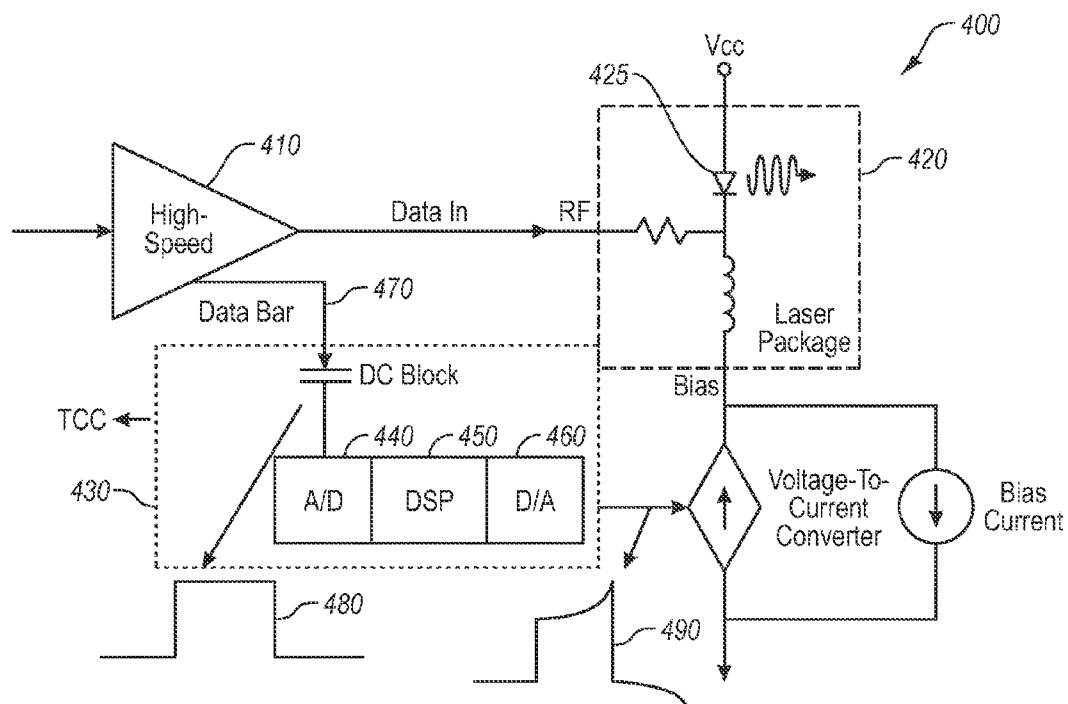 400
Vcc
425
410
420
High-
Speed
Data In
RF
470
Data Bar
Laser
Package
DC Block
Bias
TCC
440
450
460
430
A/D
DSP
D/A
Voltage-To-
Current
Converter
Bias
Current
480
490